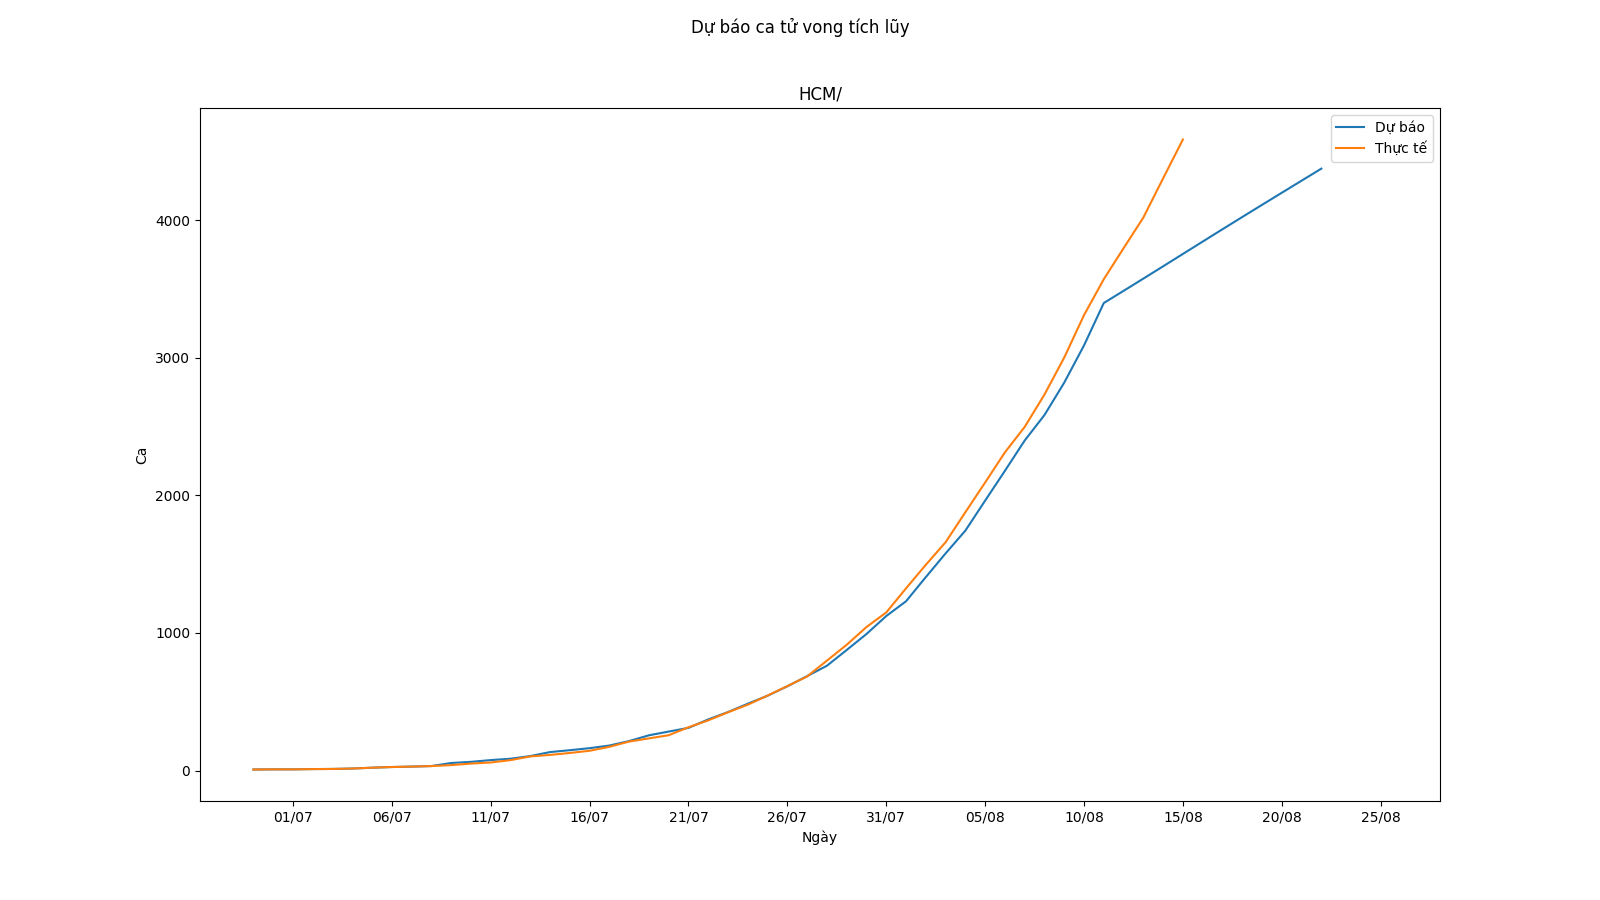 Dự báo ca tử vong tích lũy
HCM/
Dự báo
Thực tế
Ca
4000
3000
2000
1000
0
01/07 06/07 11/07 16/07 21/07 26/07 31/07 05/08 10/08 15/08 20/08 25/08
Ngày